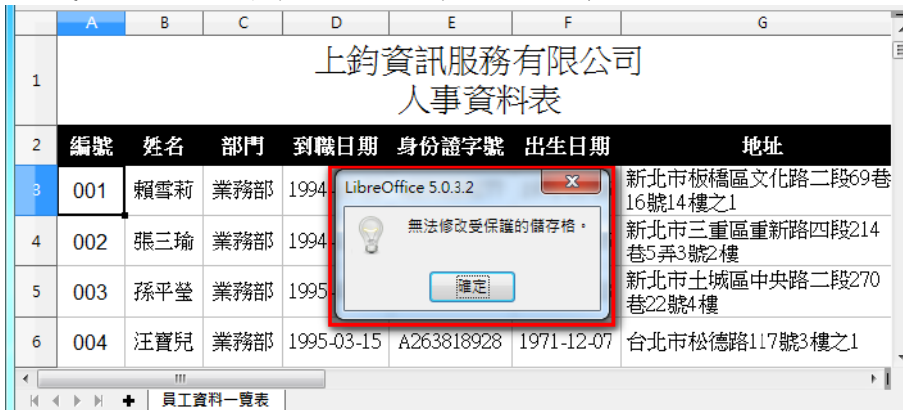 A B C D E F G
1 上鈞資訊服務有限公司
人事資料表
2 編號 姓名 部門 到職日期 身份證字號 出生日期 地址
3 001 賴雪莉 業務部 1994 新北市板橋區文化路二段69巷
16號14樓之1
LibreOffice 5.0.3.2
無法修改受保護的儲存格。
確定
4 002 張三瑜 業務部 1994 新北市三重區重新路四段214
巷5弄3號2樓
5 003 孫平瑩 業務部 1995 新北市土城區中央路二段270
巷22號4樓
6 004 汪寶兒 業務部 1995-03-15 A263818928 1971-12-07 台北市松德路117號3樓之1
員工資料一覽表